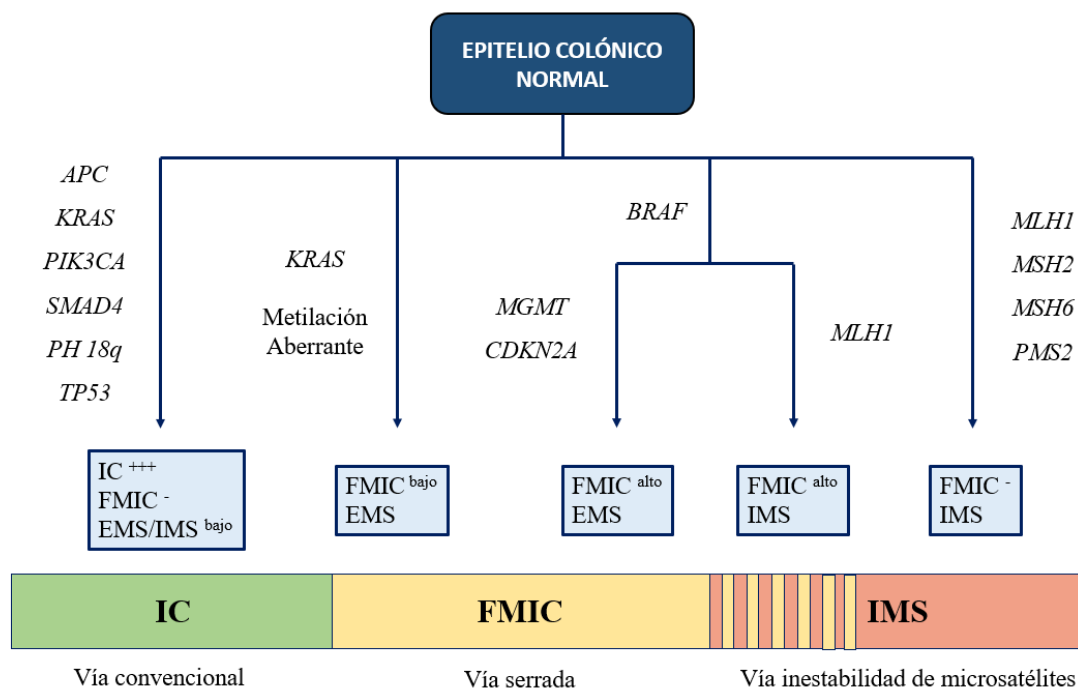 EPITELIO COLÓNICO
NORMAL
APC
KRAS
PIK3CA
SMAD4
PH 18q
TP53
KRAS
Metilación
Aberrante
BRAF
MGMT
CDKN2A
MLH1
MLH1
MSH2
MSH6
PMS2
IC +++
FMIC -
EMS/IMS bajo
FMIC bajo
EMS
FMIC alto
EMS
FMIC alto
IMS
FMIC -
IMS
IC
FMIC
IMS
Vía convencional
Vía serrada
Vía inestabilidad de microsatélites